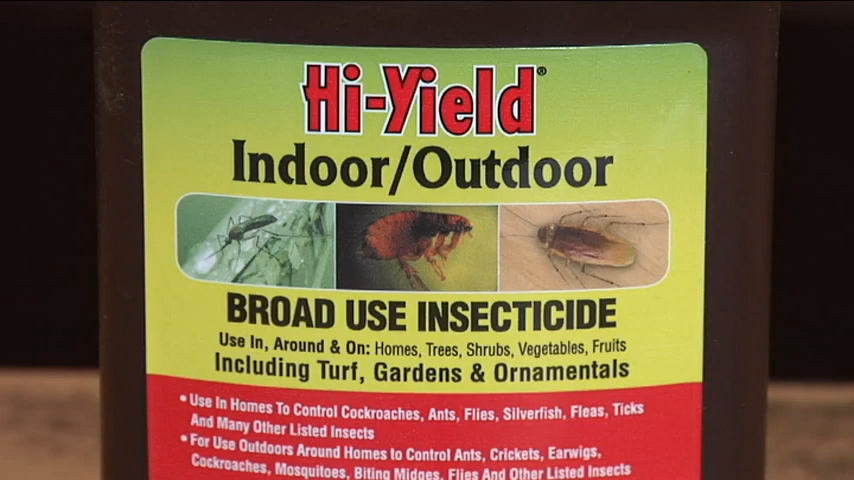 Hi-Yield®
Indoor/Outdoor
BROAD USE INSECTICIDE
Use In, Around & On: Homes, Trees, Shrubs, Vegetables, Fruits
Including Turf, Gardens & Ornamentals
• Use In Homes To Control Cockroaches, Ants, Flies, Silverfish, Fleas, Ticks
And Many Other Listed Insects
• For Use Outdoors Around Homes to Control Ants, Crickets, Earwigs,
Cockroaches, Mosquitoes, Biting Midges, Flies And Other Listed Insects